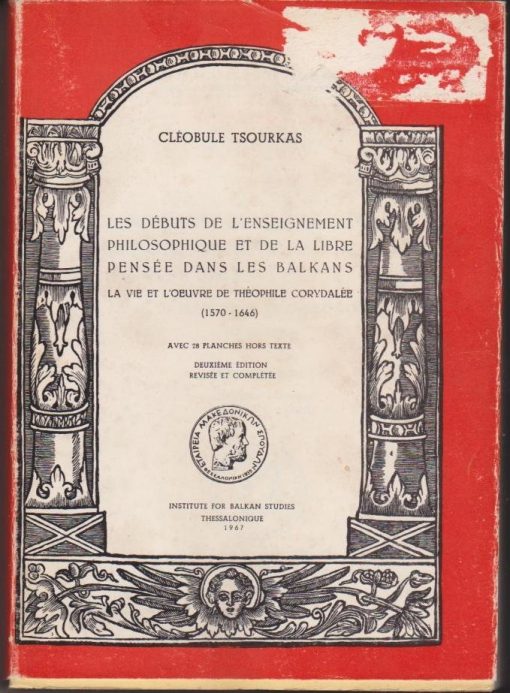 CLÉOBULE TSOURKAS
LES DÉBUTS DE L'ENSEIGNEMENT
PHILOSOPHIQUE ET DE LA LIBRE
PENSÉE DANS LES BALKANS
LA VIE ET L'OEUVRE DE THÉOPHILE CORYDALÉE
(1570 - 1646)
AVEC 28 PLANCHES HORS TEXTE
DEUXIÈME ÉDITION
REVISÉE ET COMPLÉTÉE
ΕΤΑΙΡΕΙΑ ΜΑΚΕΔΟΝΙΚΩΝ ΣΠΟΥΔΩΝ
INSTITUTE FOR BALKAN STUDIES
THESSALONIQUE
1967